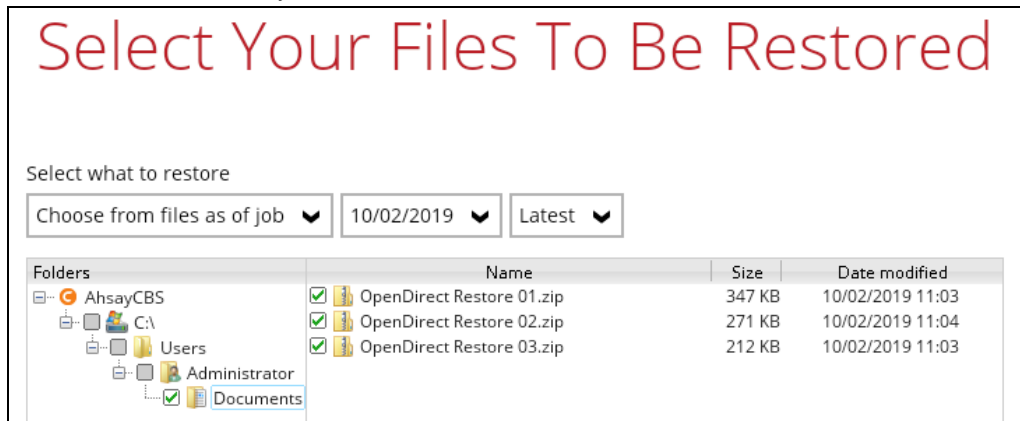 Select Your Files To Be Restored
Select what to restore
Choose from files as of job 10/02/2019 Latest
Folders Name Size Date modified
AhsayCBS OpenDirect Restore 01.zip 347 KB 10/02/2019 11:03
C:\ OpenDirect Restore 02.zip 271 KB 10/02/2019 11:04
Users OpenDirect Restore 03.zip 212 KB 10/02/2019 11:03
Administrator
Documents